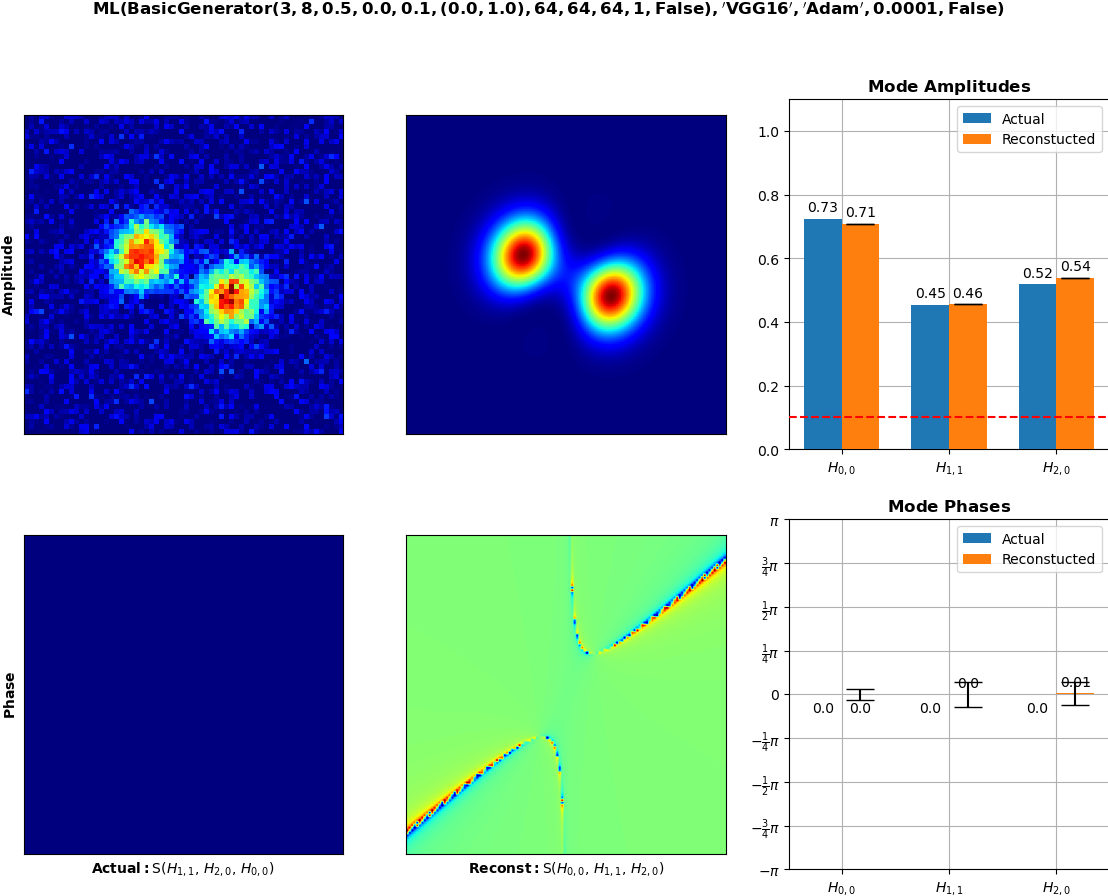 ML(BasicGenerator(3, 8, 0.5, 0.0, 0.1, (0.0, 1.0), 64, 64, 64, 1, False), ′VGG16′, ′Adam′, 0.0001, False)
Amplitude
Mode Amplitudes
Actual
Reconstucted
1.0
0.8
0.6
0.4
0.2
0.0
0.73
0.71
0.45
0.46
0.52
0.54
H0,0
H1,1
H2,0
Phase
Actual: S(H1,1, H2,0, H0,0)
Reconst: S(H0,0, H1,1, H2,0)
Mode Phases
Actual
Reconstucted
π
3/4π
1/2π
1/4π
0
−1/4π
−1/2π
−3/4π
−π
0.0
0.0
0.0
0.0
0.0
0.01
H0,0
H1,1
H2,0